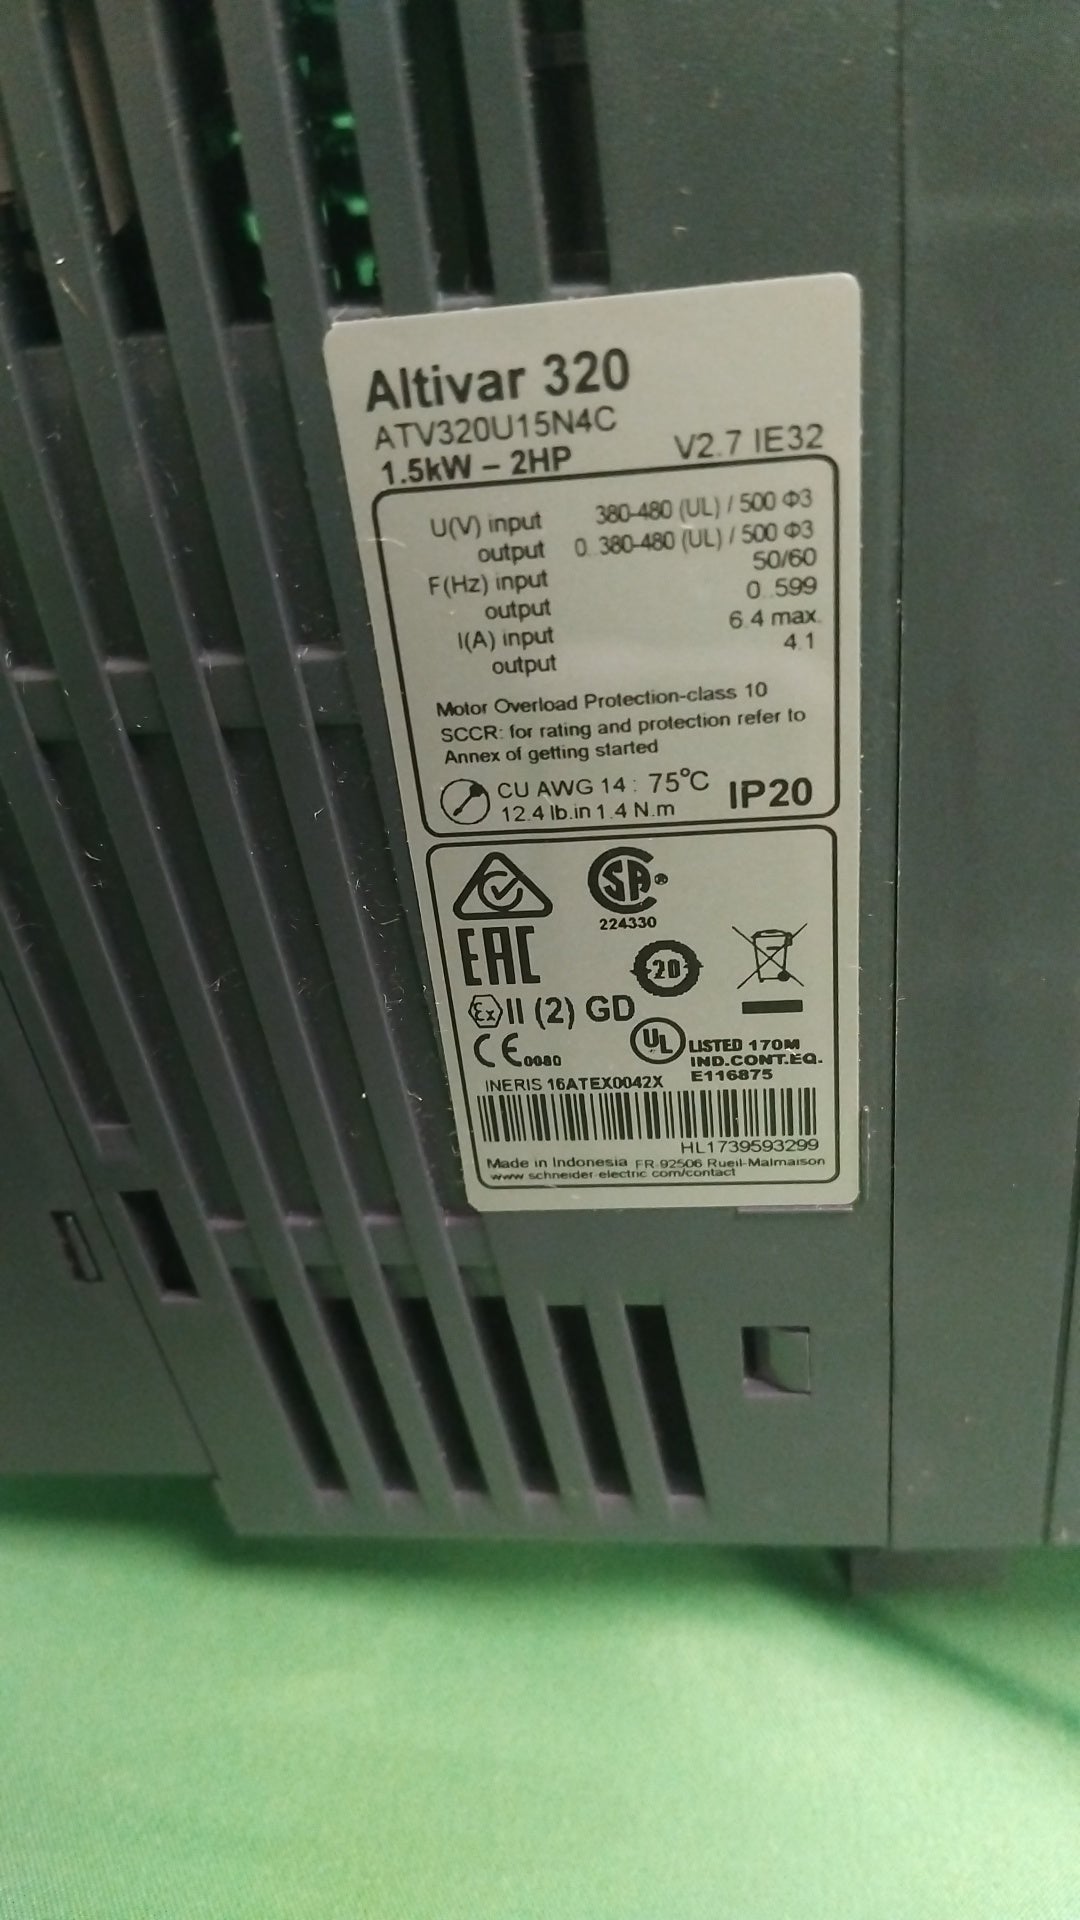 Altivar 320
ATV320U15N4C
1.5kW – 2HP V2.7 IE32
U(V) input 380-480 (UL) / 500 Φ3
output 0..380-480 (UL) / 500 Φ3
F(Hz) input 50/60
output 0..599
I(A) input 6.4 max.
output 4.1
Motor Overload Protection-class 10
SCCR: for rating and protection refer to
Annex of getting started
CU AWG 14 : 75°C IP20
12.4 lb.in 1.4 N.m
SA ®
224330
EAC
20
Ex II (2) GD
CE 0080 UL LISTED 170M
IND.CONT.EQ.
E116875
INERIS 16ATEX0042X
HL1739593299
Made in Indonesia FR-92506 Rueil-Malmaison
www.schneider-electric.com/contact